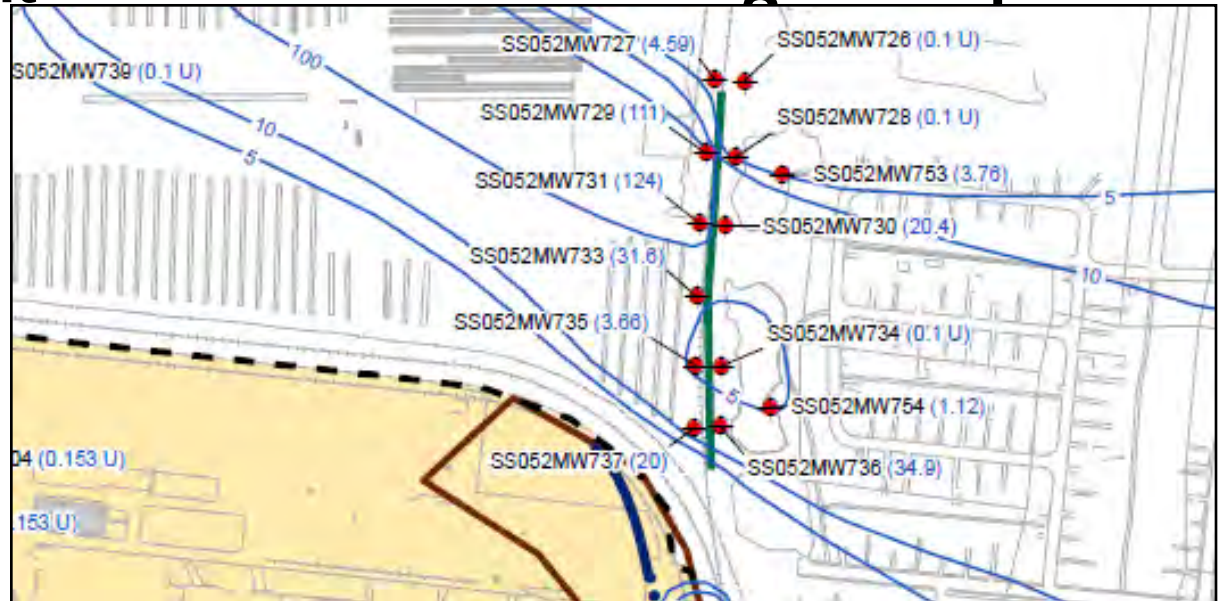 SS052MW727 (4.59)
SS052MW726 (0.1 U)
100
S052MW739 (0.1 U)
SS052MW729 (111)
SS052MW728 (0.1 U)
10
5
SS052MW731 (124)
SS052MW753 (3.76)
5
SS052MW730 (20.4)
SS052MW733 (31.6)
10
SS052MW735 (3.66)
SS052MW734 (0.1 U)
5
SS052MW754 (1.12)
04 (0.153 U)
SS052MW737 (20)
SS052MW736 (34.9)
.153 U)